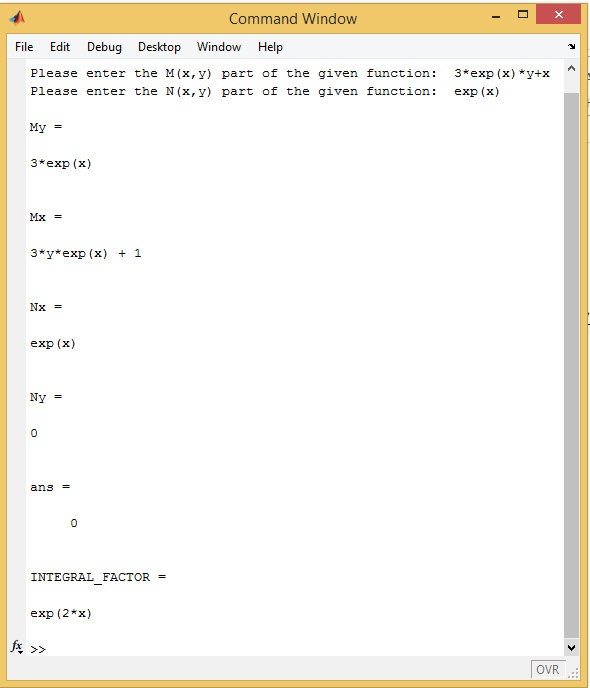 Command Window
File Edit Debug Desktop Window Help
Please enter the M(x,y) part of the given function: 3*exp(x)*y+x
Please enter the N(x,y) part of the given function: exp(x)
My =
3*exp(x)
Mx =
3*y*exp(x) + 1
Nx =
exp(x)
Ny =
0
ans =
0
INTEGRAL_FACTOR =
exp(2*x)
fx >>
OVR